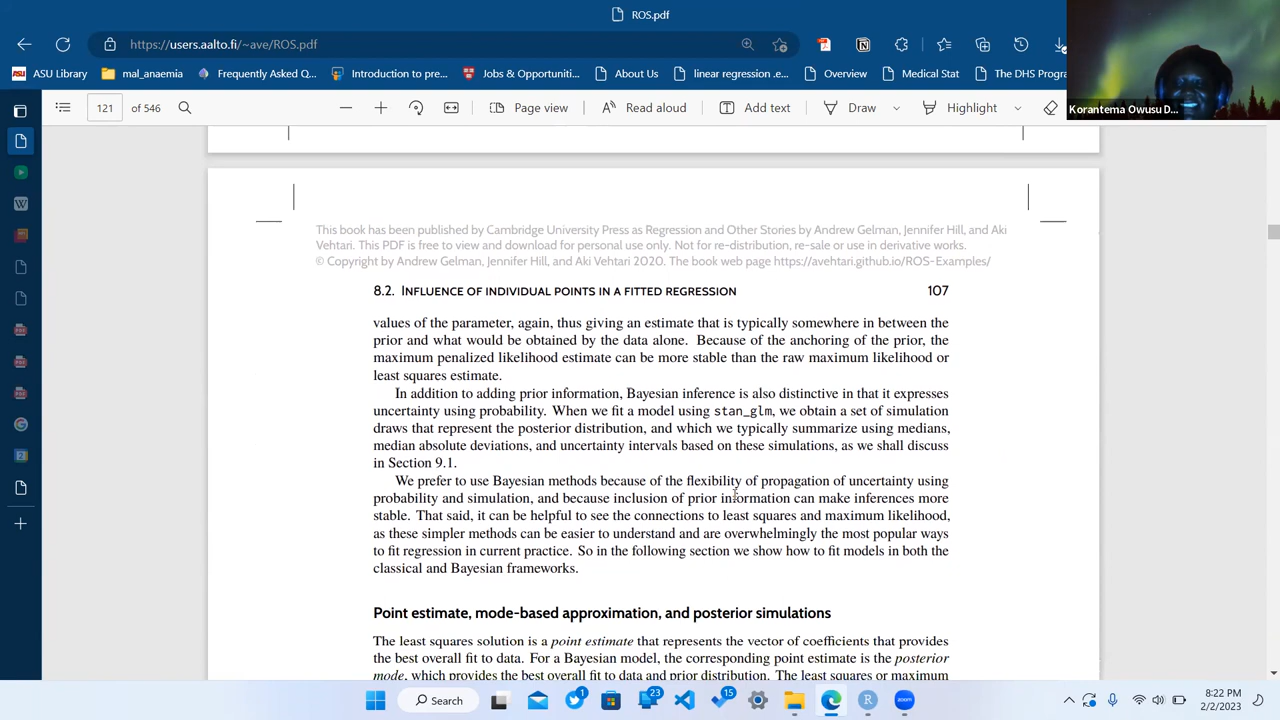 ROS.pdf
https://users.aalto.fi/~ave/ROS.pdf
ASU Library
mal_anaemia
Frequently Asked Q...
Introduction to pre...
Jobs & Opportuniti...
About Us
linear regression .e...
Overview
Medical Stat
The DHS Progra
Korantema Owusu D...
121 of 546
Page view
Read aloud
Add text
Draw
Highlight
This book has been published by Cambridge University Press as Regression and Other Stories by Andrew Gelman, Jennifer Hill, and Aki
Vehtari. This PDF is free to view and download for personal use only. Not for re-distribution, re-sale or use in derivative works.
© Copyright by Andrew Gelman, Jennifer Hill, and Aki Vehtari 2020. The book web page https://avehtari.github.io/ROS-Examples/
8.2. INFLUENCE OF INDIVIDUAL POINTS IN A FITTED REGRESSION 107
values of the parameter, again, thus giving an estimate that is typically somewhere in between the
prior and what would be obtained by the data alone. Because of the anchoring of the prior, the
maximum penalized likelihood estimate can be more stable than the raw maximum likelihood or
least squares estimate.
In addition to adding prior information, Bayesian inference is also distinctive in that it expresses
uncertainty using probability. When we fit a model using stan_glm, we obtain a set of simulation
draws that represent the posterior distribution, and which we typically summarize using medians,
median absolute deviations, and uncertainty intervals based on these simulations, as we shall discuss
in Section 9.1.
We prefer to use Bayesian methods because of the flexibility of propagation of uncertainty using
probability and simulation, and because inclusion of prior information can make inferences more
stable. That said, it can be helpful to see the connections to least squares and maximum likelihood,
as these simpler methods can be easier to understand and are overwhelmingly the most popular ways
to fit regression in current practice. So in the following section we show how to fit models in both the
classical and Bayesian frameworks.
Point estimate, mode-based approximation, and posterior simulations
The least squares solution is a point estimate that represents the vector of coefficients that provides
the best overall fit to data. For a Bayesian model, the corresponding point estimate is the posterior
mode, which provides the best overall fit to data and prior distribution. The least squares or maximum
Search
1
23
15
8:22 PM
2/2/2023